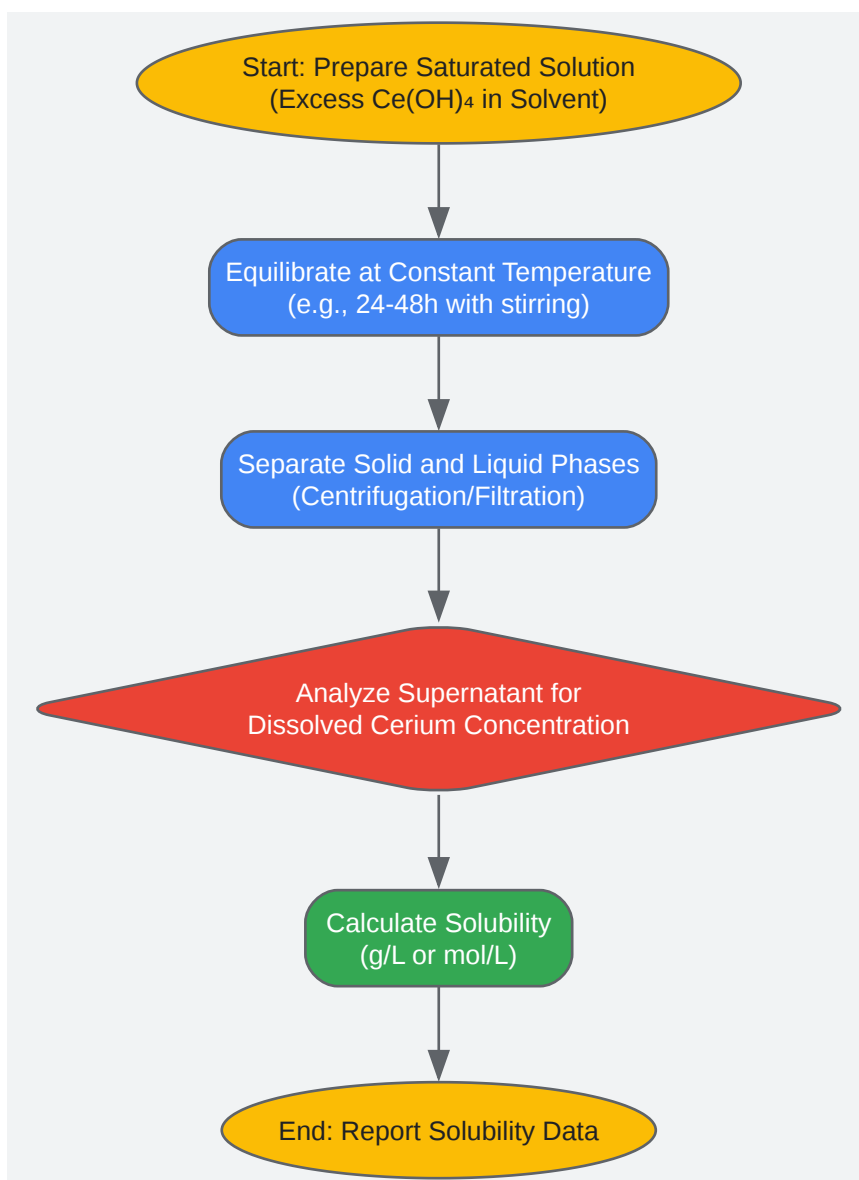 Start: Prepare Saturated Solution
(Excess Ce(OH)₄ in Solvent)
Equilibrate at Constant Temperature
(e.g., 24-48h with stirring)
Separate Solid and Liquid Phases
(Centrifugation/Filtration)
Analyze Supernatant for
Dissolved Cerium Concentration
Calculate Solubility
(g/L or mol/L)
End: Report Solubility Data